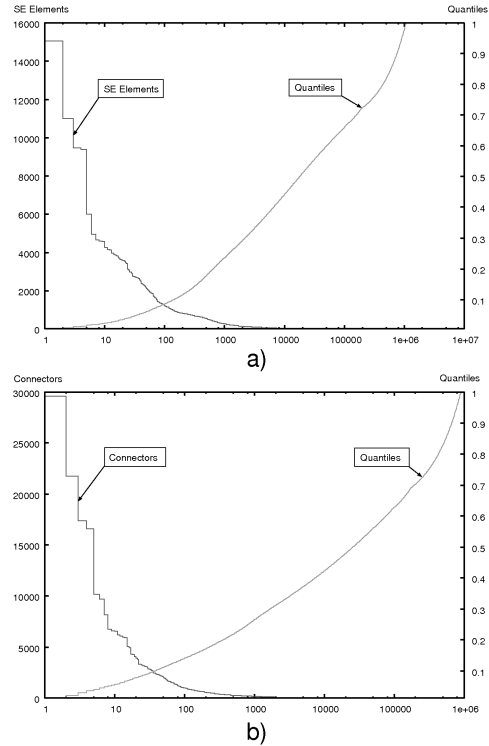 SE Elements Quantiles
16000 1
14000 0.9
12000 0.8
10000 0.7
8000 0.6
6000 0.5
4000 0.4
2000 0.3
0 0.2
0.1
SE Elements
Quantiles
1 10 100 1000 10000 100000 1e+06 1e+07
a)
Connectors Quantiles
30000 1
25000 0.9
20000 0.8
15000 0.7
10000 0.6
5000 0.5
0 0.4
0.3
0.2
0.1
Connectors
Quantiles
1 10 100 1000 10000 100000 1e+06
b)